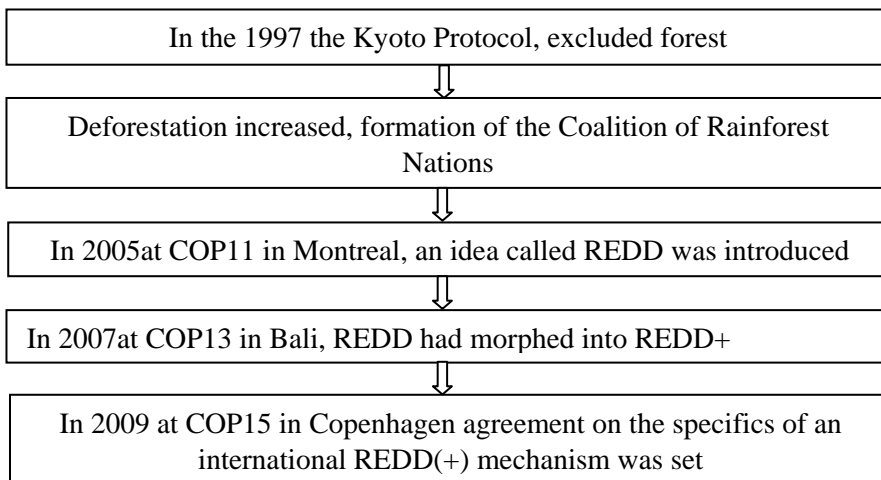 In the 1997 the Kyoto Protocol, excluded forest
Deforestation increased, formation of the Coalition of Rainforest
Nations
In 2005at COP11 in Montreal, an idea called REDD was introduced
In 2007at COP13 in Bali, REDD had morphed into REDD+
In 2009 at COP15 in Copenhagen agreement on the specifics of an
international REDD(+) mechanism was set